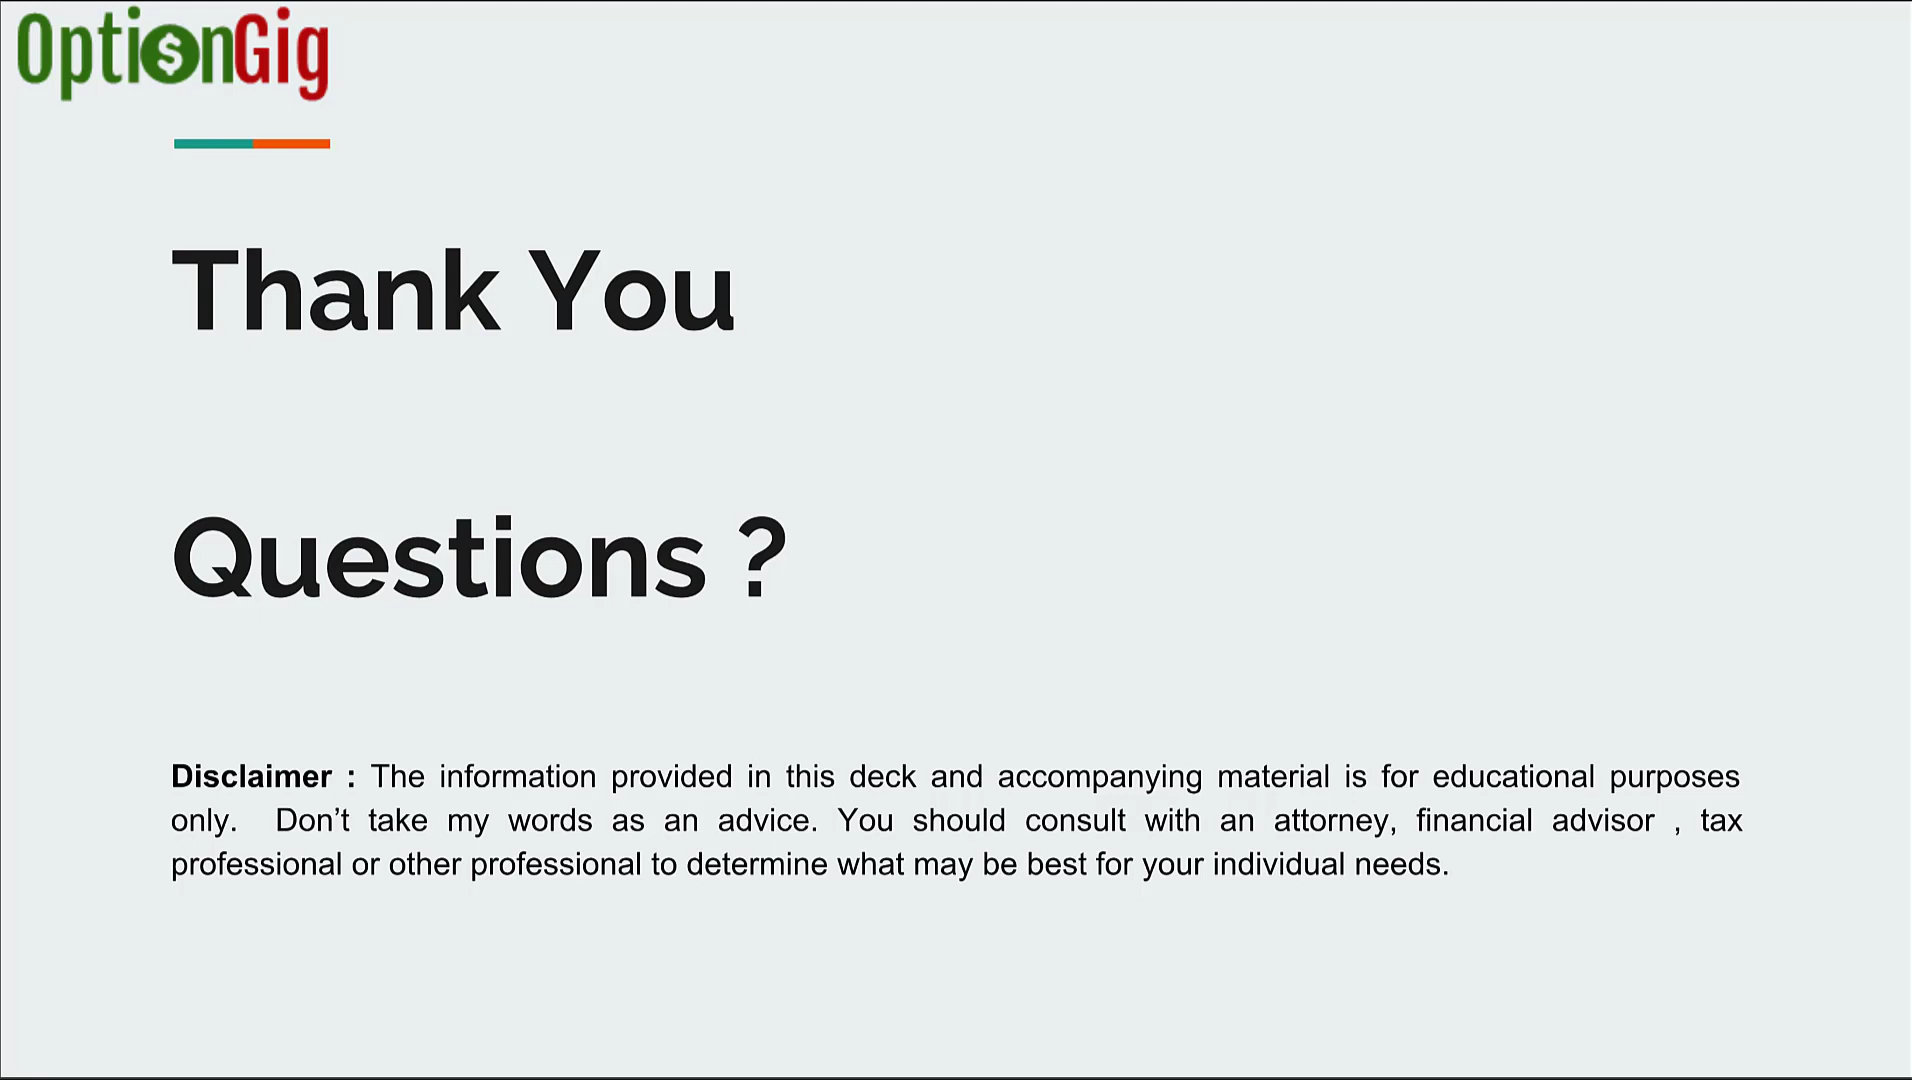 OptionGig
Thank You
Questions ?
Disclaimer : The information provided in this deck and accompanying material is for educational purposes
only.  Don’t take my words as an advice. You should consult with an attorney, financial advisor , tax
professional or other professional to determine what may be best for your individual needs.